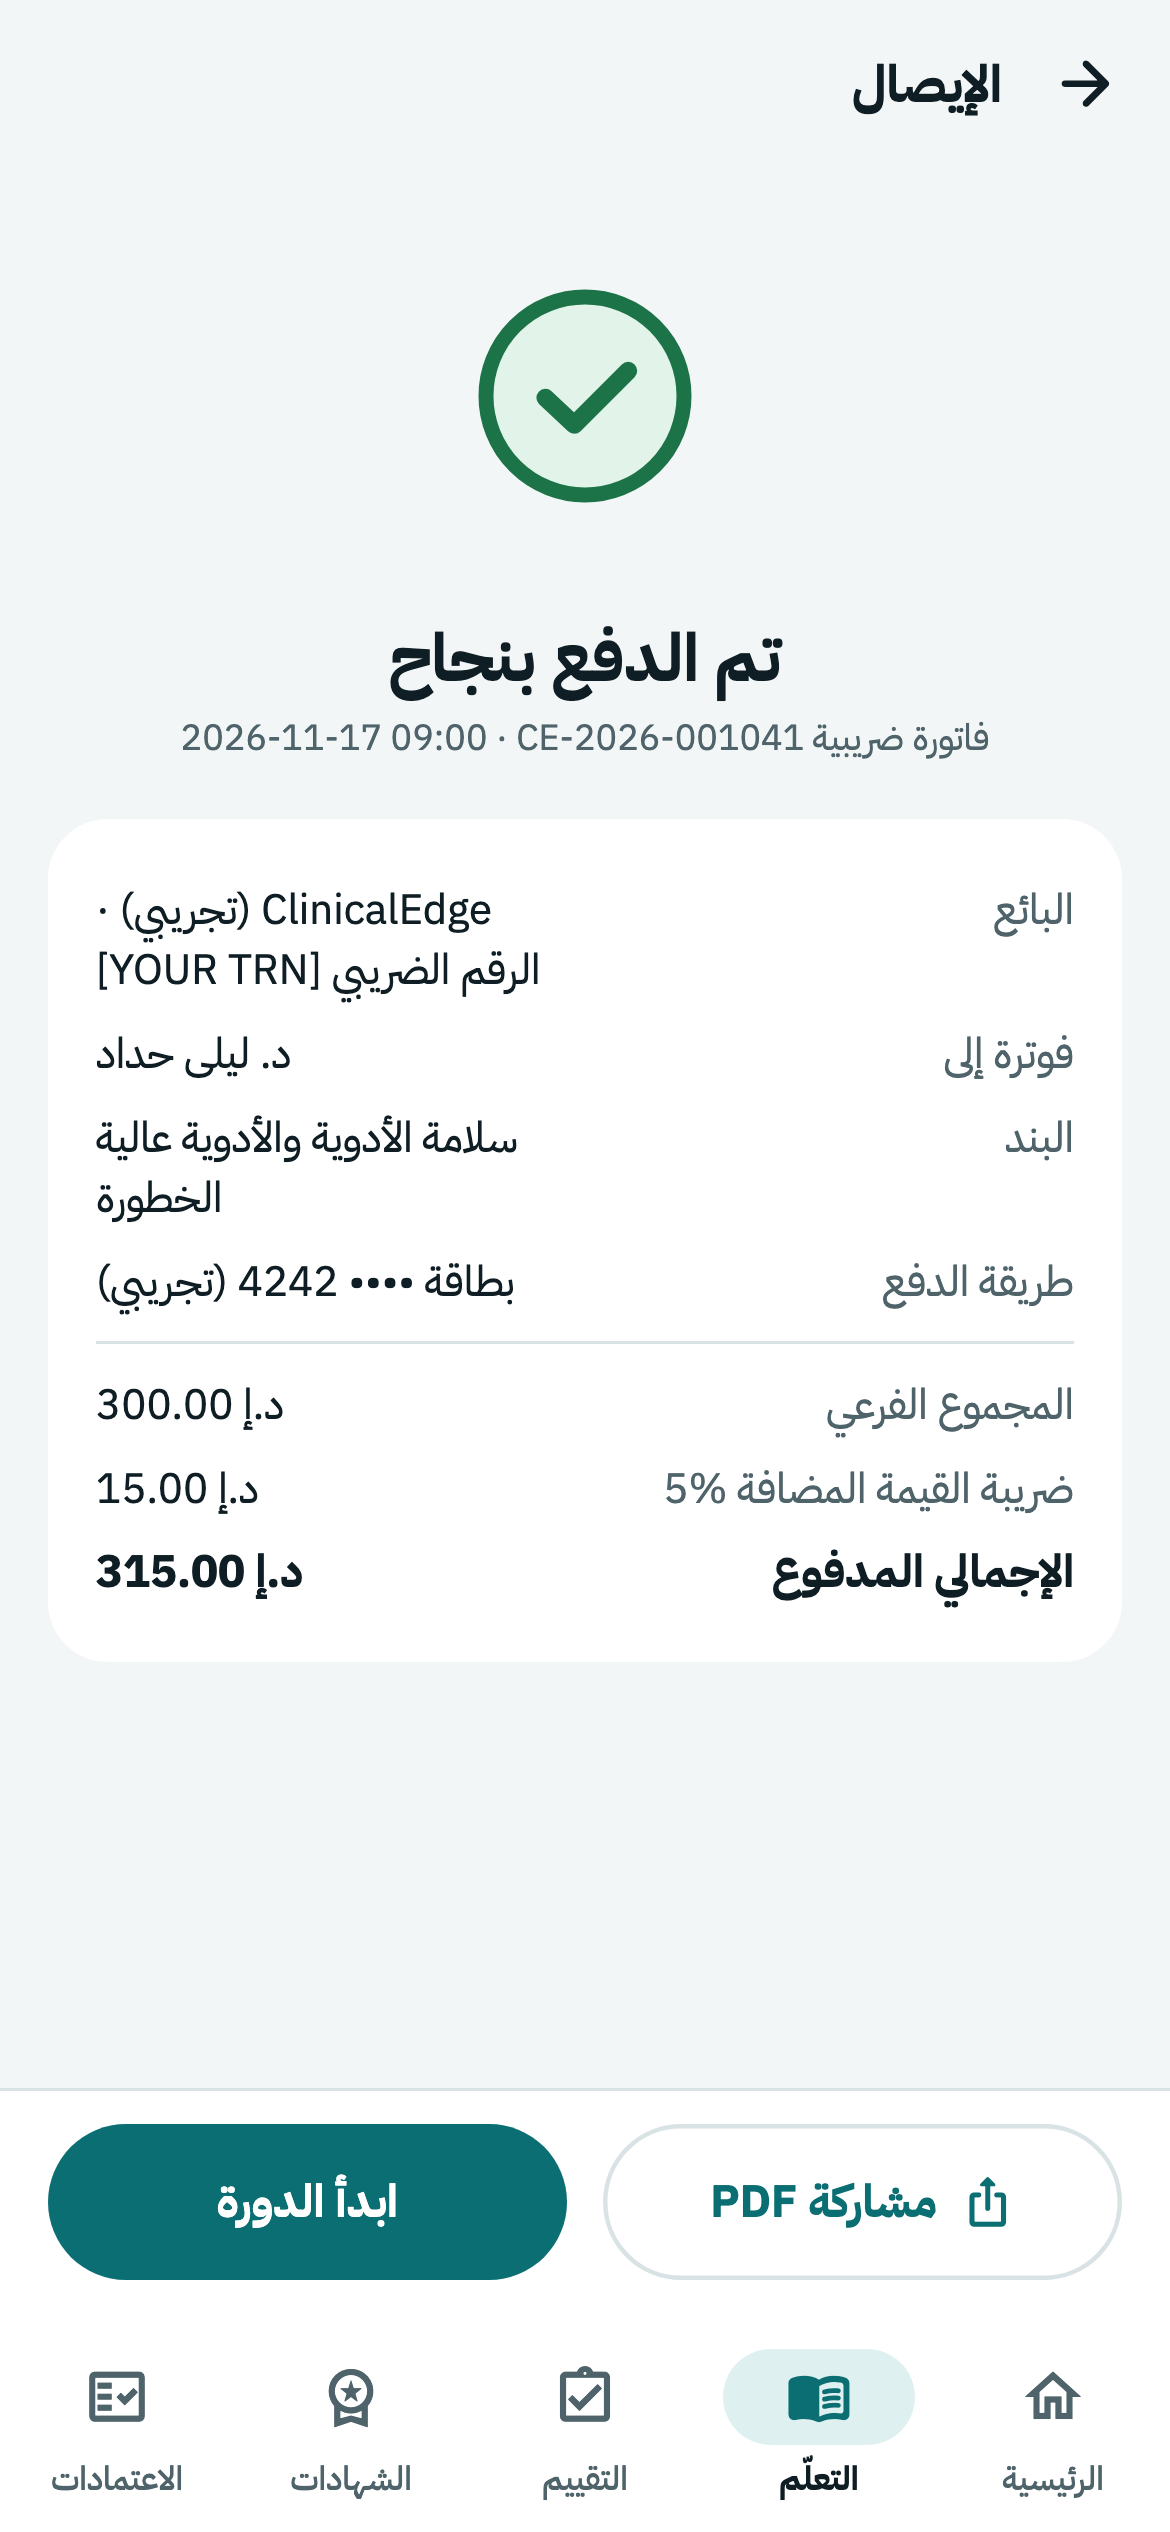 الإيصال
تم الدفع بنجاح
فاتورة ضريبية CE-2026-001041 · 2026-11-17 09:00
البائع
ClinicalEdge (تجريبي) ·
الرقم الضريبي [YOUR TRN]
فوترة إلى
د. ليلى حداد
البند
سلامة الأدوية والأدوية عالية
الخطورة
طريقة الدفع
بطاقة •••• 4242 (تجريبي)
المجموع الفرعي
د.إ 300.00
ضريبة القيمة المضافة 5%
د.إ 15.00
الإجمالي المدفوع
د.إ 315.00
مشاركة PDF
ابدأ الدورة
الرئيسية
التعلّم
التقييم
الشهادات
الاعتمادات